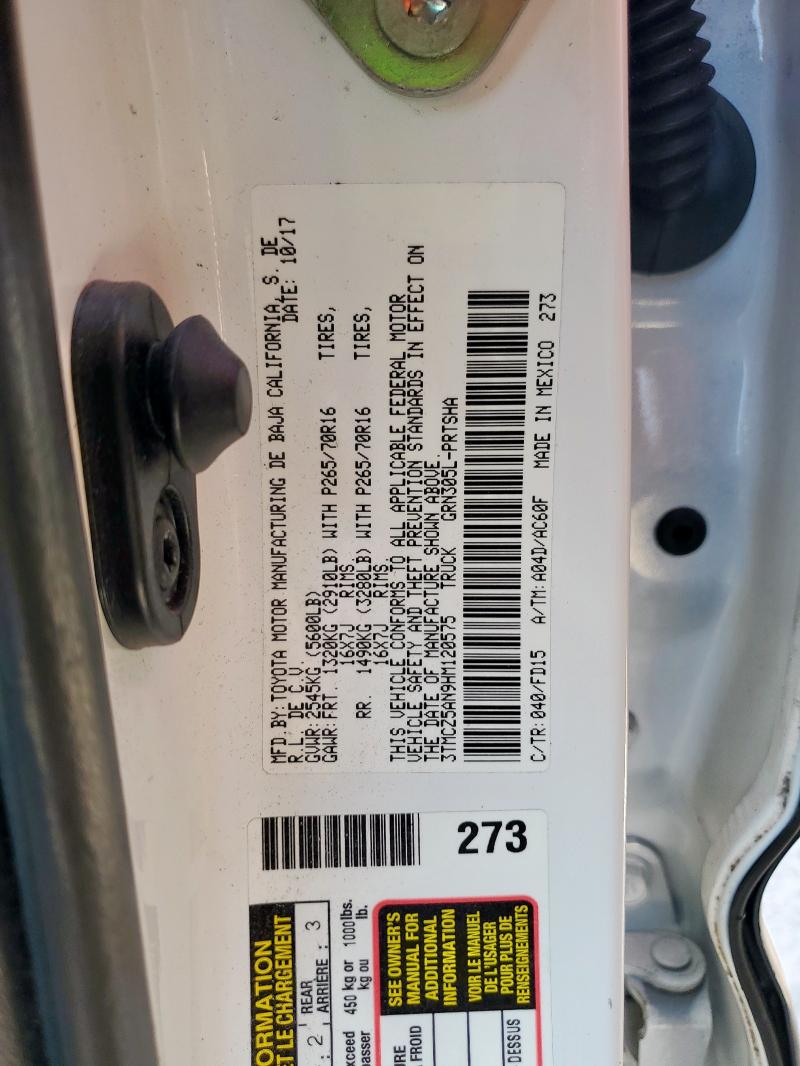 MFD BY: TOYOTA MOTOR MANUFACTURING DE BAJA CALIFORNIA, S. DE
R.L. DE C.V. DATE: 10/17
GVWR: 2545KG (5600LB)
GAWR: FRT. 1320KG (2910LB) WITH P265/70R16 TIRES,
16X7J RIMS.
RR. 1490KG (3280LB) WITH P265/70R16 TIRES,
16X7J RIMS.
THIS VEHICLE CONFORMS TO ALL APPLICABLE FEDERAL MOTOR
VEHICLE SAFETY AND THEFT PREVENTION STANDARDS IN EFFECT ON
THE DATE OF MANUFACTURE SHOWN ABOVE.
3TMCZ5AN9HM120575 TRUCK GRN305L-PRTSHA
C/TR: 040/FD15 A/TM: A04D/AC60F MADE IN MEXICO 273
273
ET LE CHARGEMENT
: 2 REAR
ARRIÈRE : 3
450 kg or 1000 lbs.
kg ou lb.
SEE OWNER'S
MANUAL FOR
ADDITIONAL
INFORMATION
VOIR LE MANUEL
DE L'USAGER
POUR PLUS DE
RENSEIGNEMENTS
FROID
DESSUS